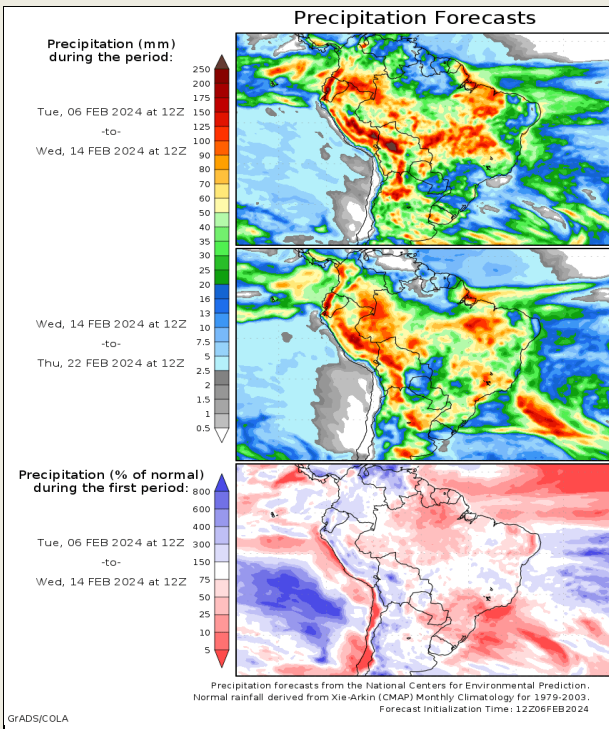 Precipitation Forecasts
Precipitation (mm)
during the period:
Tue, 06 FEB 2024 at 12Z
-to-
Wed, 14 FEB 2024 at 12Z
250
200
175
150
125
100
90
80
70
60
50
40
35
30
25
20
16
13
10
7.5
5
2.5
2
1.5
1
0.5
Wed, 14 FEB 2024 at 12Z
-to-
Thu, 22 FEB 2024 at 12Z
Precipitation (% of normal)
during the first period:
Tue, 06 FEB 2024 at 12Z
-to-
Wed, 14 FEB 2024 at 12Z
800
600
400
300
150
75
50
25
10
5
Precipitation forecasts from the National Centers for Environmental Prediction.
Normal rainfall derived from Xie-Arkin (CMAP) Monthly Climatology for 1979-2003.
Forecast Initialization Time: 12Z06FEB2024
GrADS/COLA